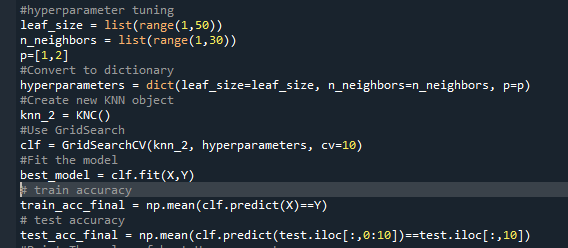 #hyperparameter tuning
leaf_size = list(range(1,50))
n_neighbors = list(range(1,30))
p=[1,2]
#Convert to dictionary
hyperparameters = dict(leaf_size=leaf_size, n_neighbors=n_neighbors, p=p)
#Create new KNN object
knn_2 = KNC()
#Use GridSearch
clf = GridSearchCV(knn_2, hyperparameters, cv=10)
#Fit the model
best_model = clf.fit(X,Y)
# train accuracy
train_acc_final = np.mean(clf.predict(X)==Y)
# test accuracy
test_acc_final = np.mean(clf.predict(test.iloc[:,0:10])==test.iloc[:,10])